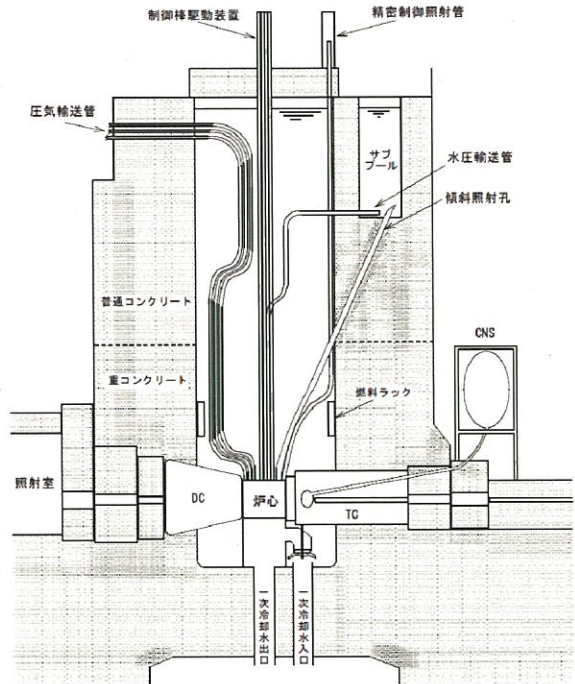 制御棒駆動装置
精密制御照射管
圧気輸送管
サブ
プール
水圧輸送管
傾斜照射孔
普通コンクリート
CNS
重コンクリート
燃料ラック
照射室
DC
炉心
TC
一次冷却水出口
一次冷却水入口